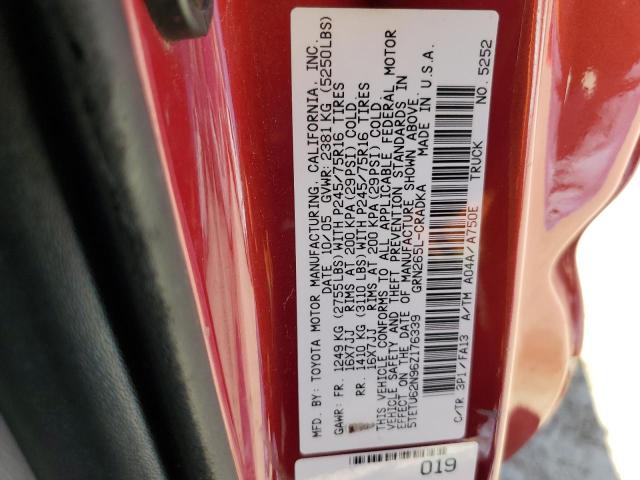 MFD. BY: TOYOTA MOTOR MANUFACTURING, CALIFORNIA, INC.
DATE: 10/05 GVWR: 2381 KG (5250LBS)
GAWR: FR. 1249 KG (2755LBS) WITH P245/75R16 TIRES
16X7JJ RIMS AT 200 KPA (29PSI) COLD.
RR. 1410 KG (3110 LBS) WITH P245/75R16 TIRES
16X7JJ RIMS AT 200 KPA (29PSI) COLD.
THIS VEHICLE CONFORMS TO ALL APPLICABLE FEDERAL MOTOR
VEHICLE SAFETY AND THEFT PREVENTION STANDARDS IN
EFFECT ON THE DATE OF MANUFACTURE SHOWN ABOVE.
5TETU62N96Z176339 GRN265L-CRADKA MADE IN U.S.A.
C/TR 3P1/FA13 A/TM A04A/A750E TRUCK NO. 5252
019